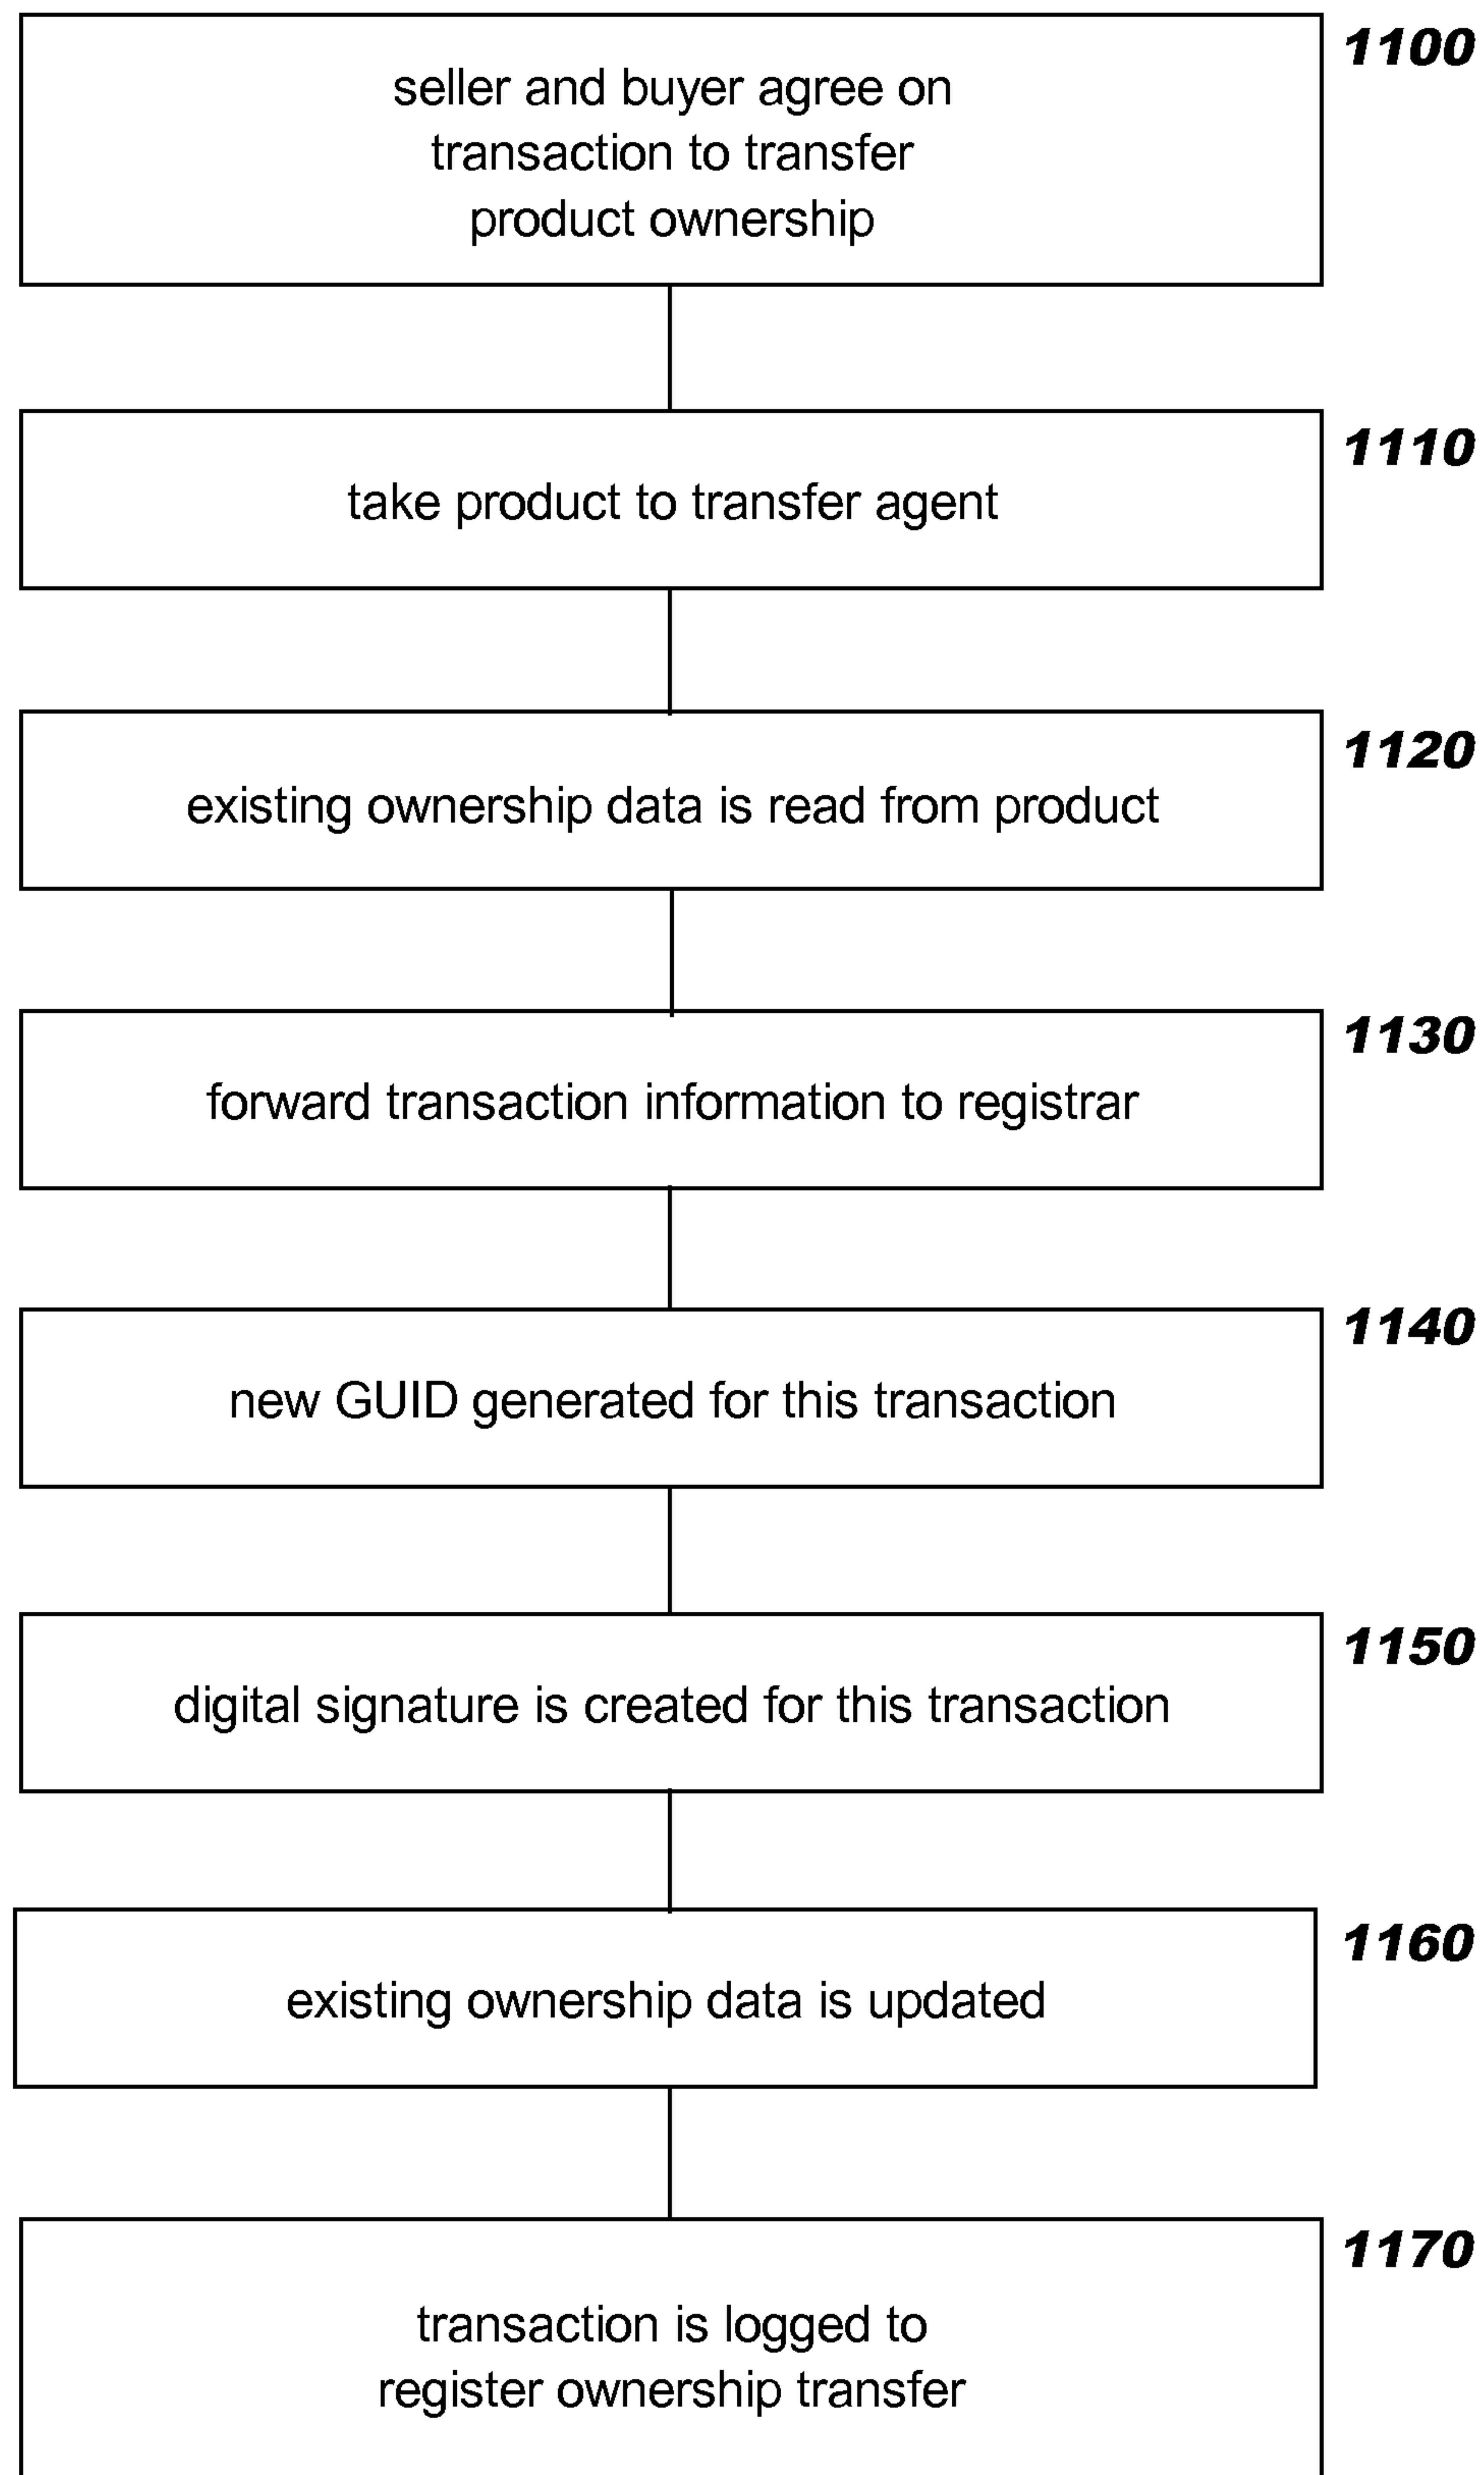 1100
seller and buyer agree on
transaction to transfer
product ownership
1110
take product to transfer agent
1120
existing ownership data is read from product
1130
forward transaction information to registrar
1140
new GUID generated for this transaction
1150
digital signature is created for this transaction
1160
existing ownership data is updated
1170
transaction is logged to
register ownership transfer